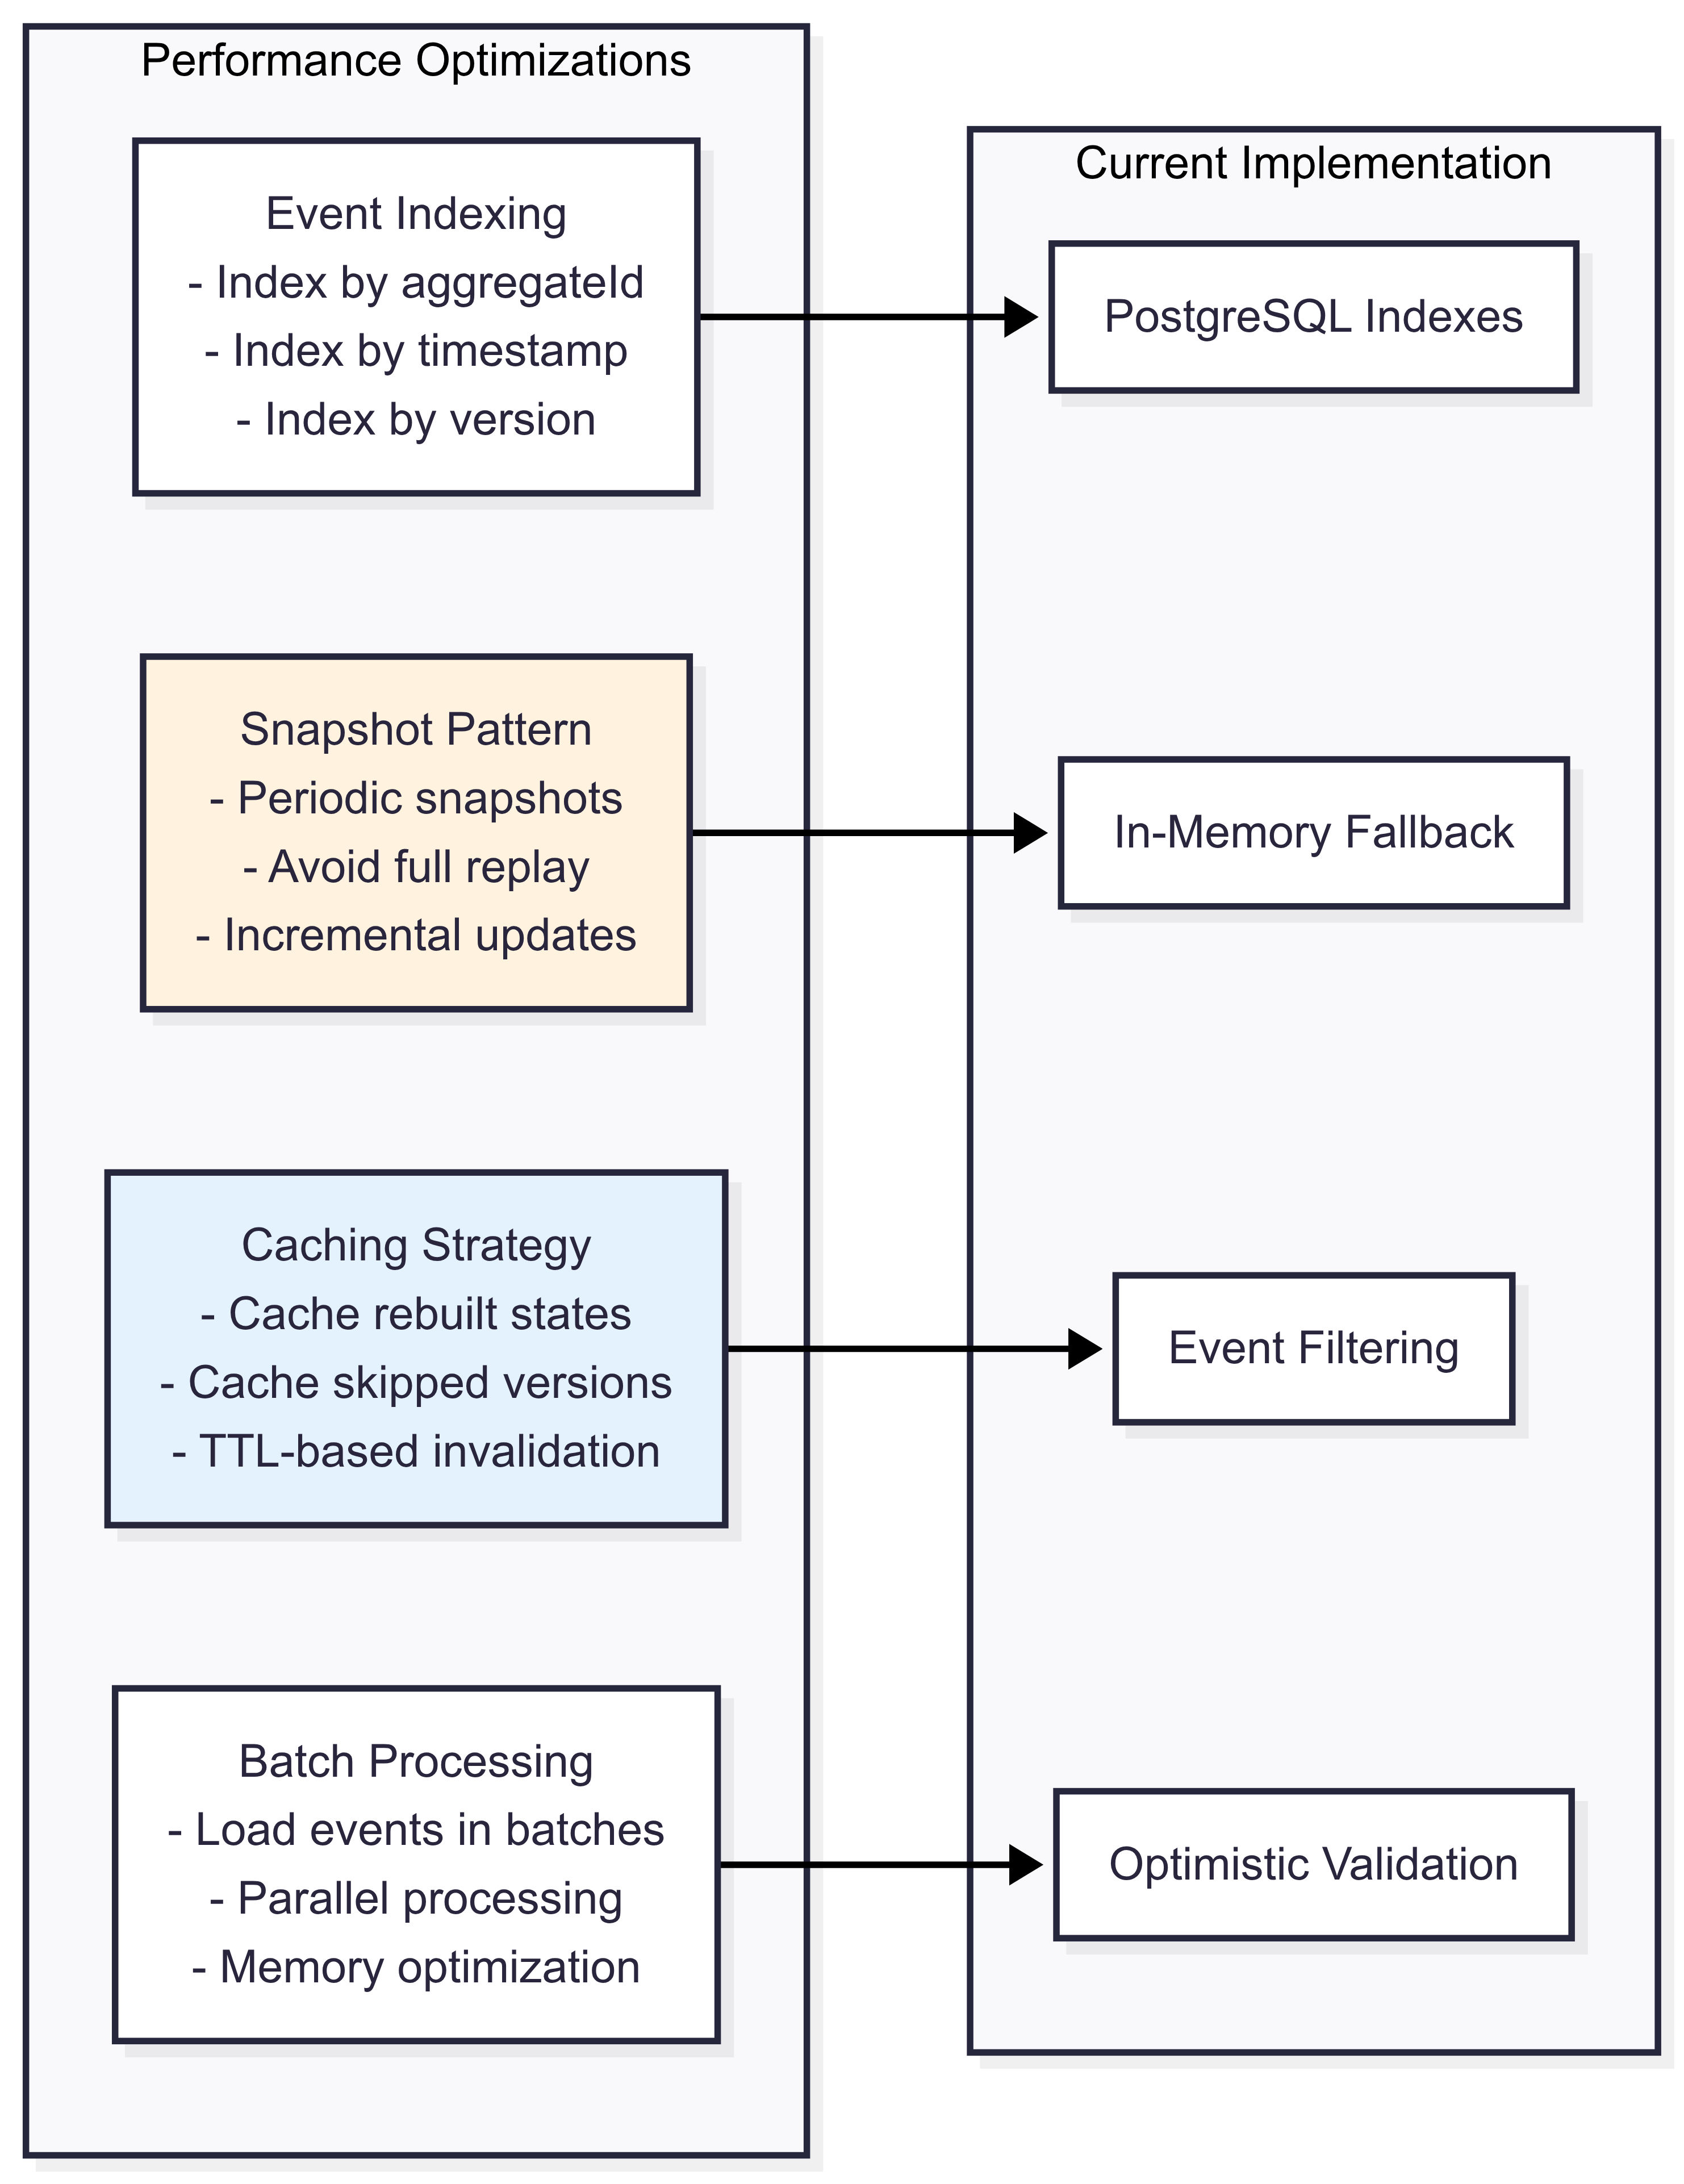 Performance Optimizations
Event Indexing
- Index by aggregateId
- Index by timestamp
- Index by version
Snapshot Pattern
- Periodic snapshots
- Avoid full replay
- Incremental updates
Caching Strategy
- Cache rebuilt states
- Cache skipped versions
- TTL-based invalidation
Batch Processing
- Load events in batches
- Parallel processing
- Memory optimization
Current Implementation
PostgreSQL Indexes
In-Memory Fallback
Event Filtering
Optimistic Validation